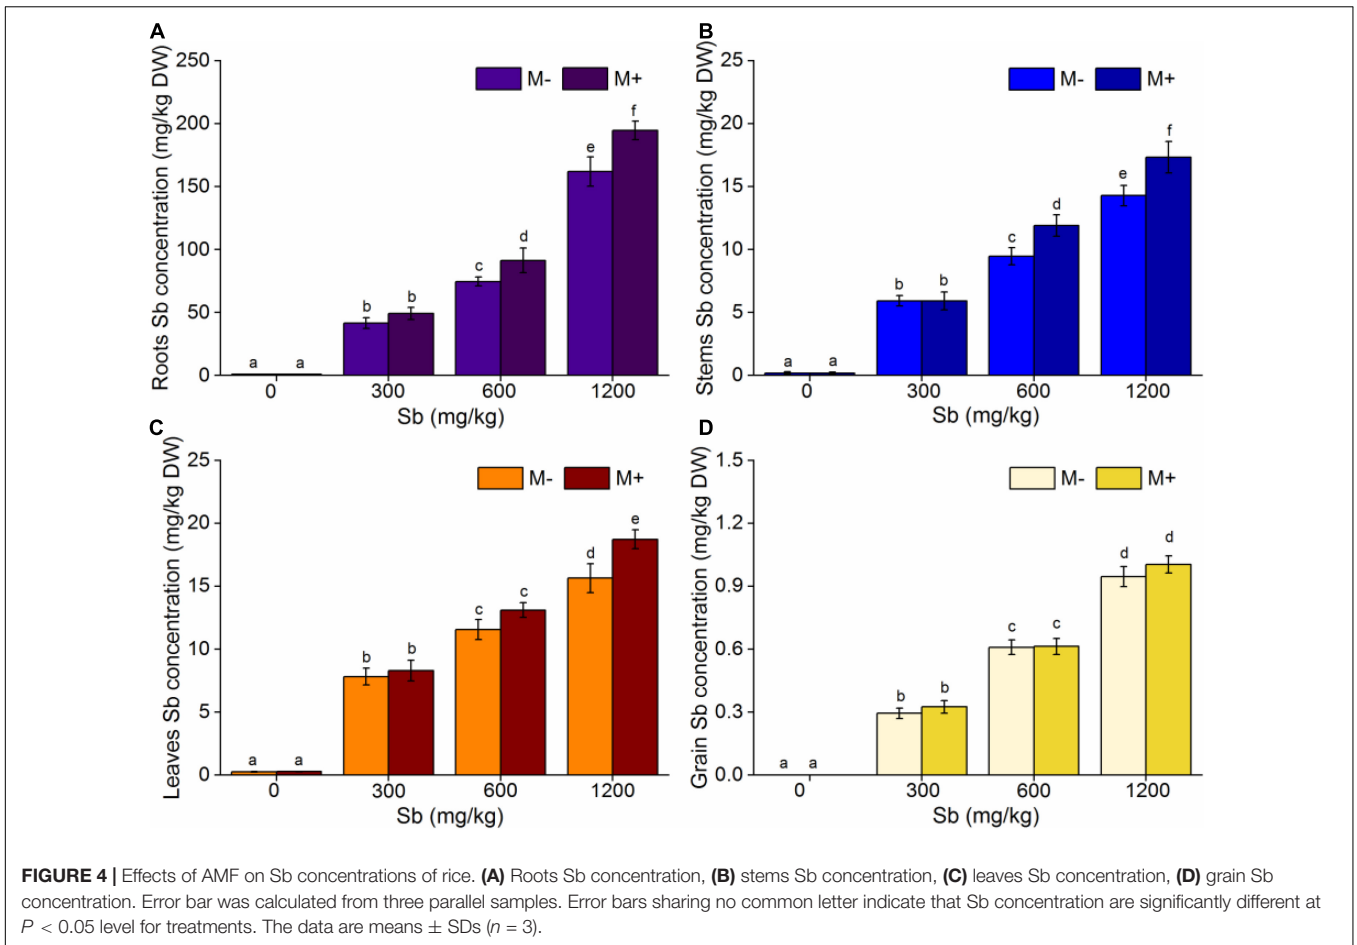 A
Roots Sb concentration (mg/kg DW)
250
200
150
100
50
0
M- M+
a a b b c d e f
0 300 600 1200
Sb (mg/kg)
B
Stems Sb concentration (mg/kg DW)
25
20
15
10
5
0
M- M+
a a b b c d e f
0 300 600 1200
Sb (mg/kg)
C
Leaves Sb concentration (mg/kg DW)
25
20
15
10
5
0
M- M+
a a b b c c d e
0 300 600 1200
Sb (mg/kg)
D
Grain Sb concentration (mg/kg DW)
1.5
1.2
0.9
0.6
0.3
0.0
M- M+
a a b b c c d d
0 300 600 1200
Sb (mg/kg)
FIGURE 4 | Effects of AMF on Sb concentrations of rice. (A) Roots Sb concentration, (B) stems Sb concentration, (C) leaves Sb concentration, (D) grain Sb
concentration. Error bar was calculated from three parallel samples. Error bars sharing no common letter indicate that Sb concentration are significantly different at
P < 0.05 level for treatments. The data are means ± SDs (n = 3).